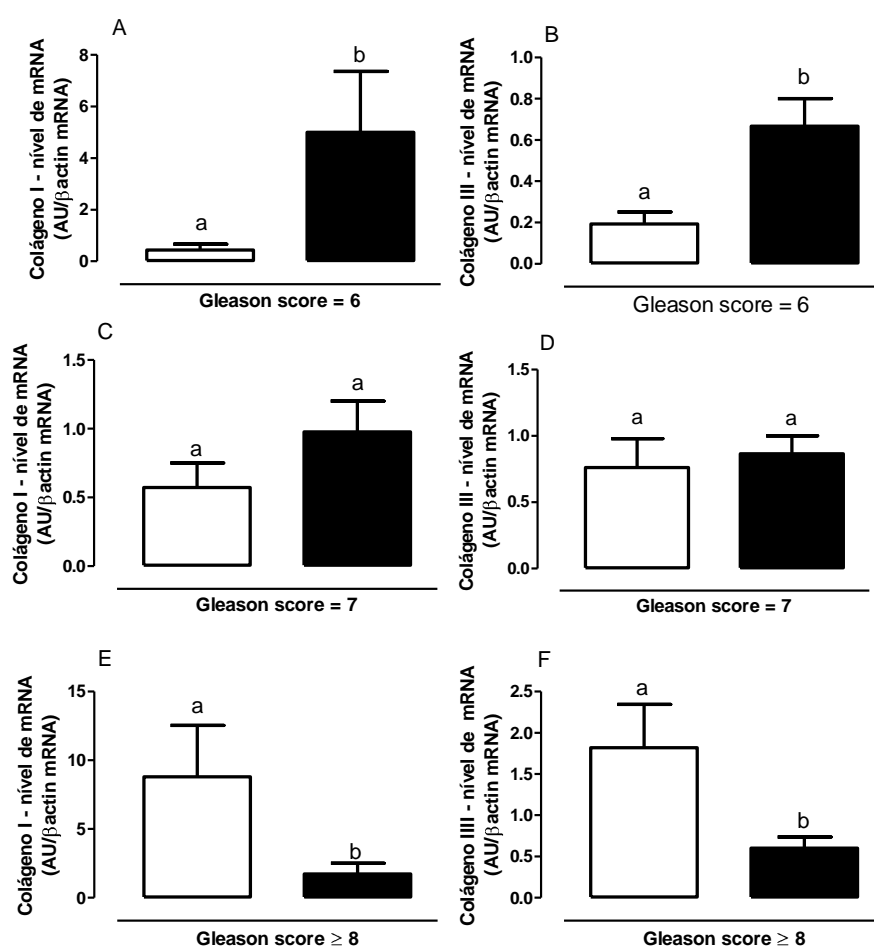 A
Colágeno I - nível de mRNA
(AU/βactin mRNA)
8
6
4
2
0
a
b
Gleason score = 6
B
Colágeno III - nível de mRNA
(AU/βactin mRNA)
1.0
0.8
0.6
0.4
0.2
0.0
a
b
Gleason score = 6
C
Colágeno I - nível de mRNA
(AU/βactin mRNA)
1.5
1.0
0.5
0.0
a
a
Gleason score = 7
D
Colágeno III - nível de mRNA
(AU/βactin mRNA)
1.5
1.0
0.5
0.0
a
a
Gleason score = 7
E
Colágeno I - nível de mRNA
(AU/βactin mRNA)
15
10
5
0
a
b
Gleason score ≥ 8
F
Colágeno IIII - nível de mRNA
(AU/βactin mRNA)
2.5
2.0
1.5
1.0
0.5
0.0
a
b
Gleason score ≥ 8